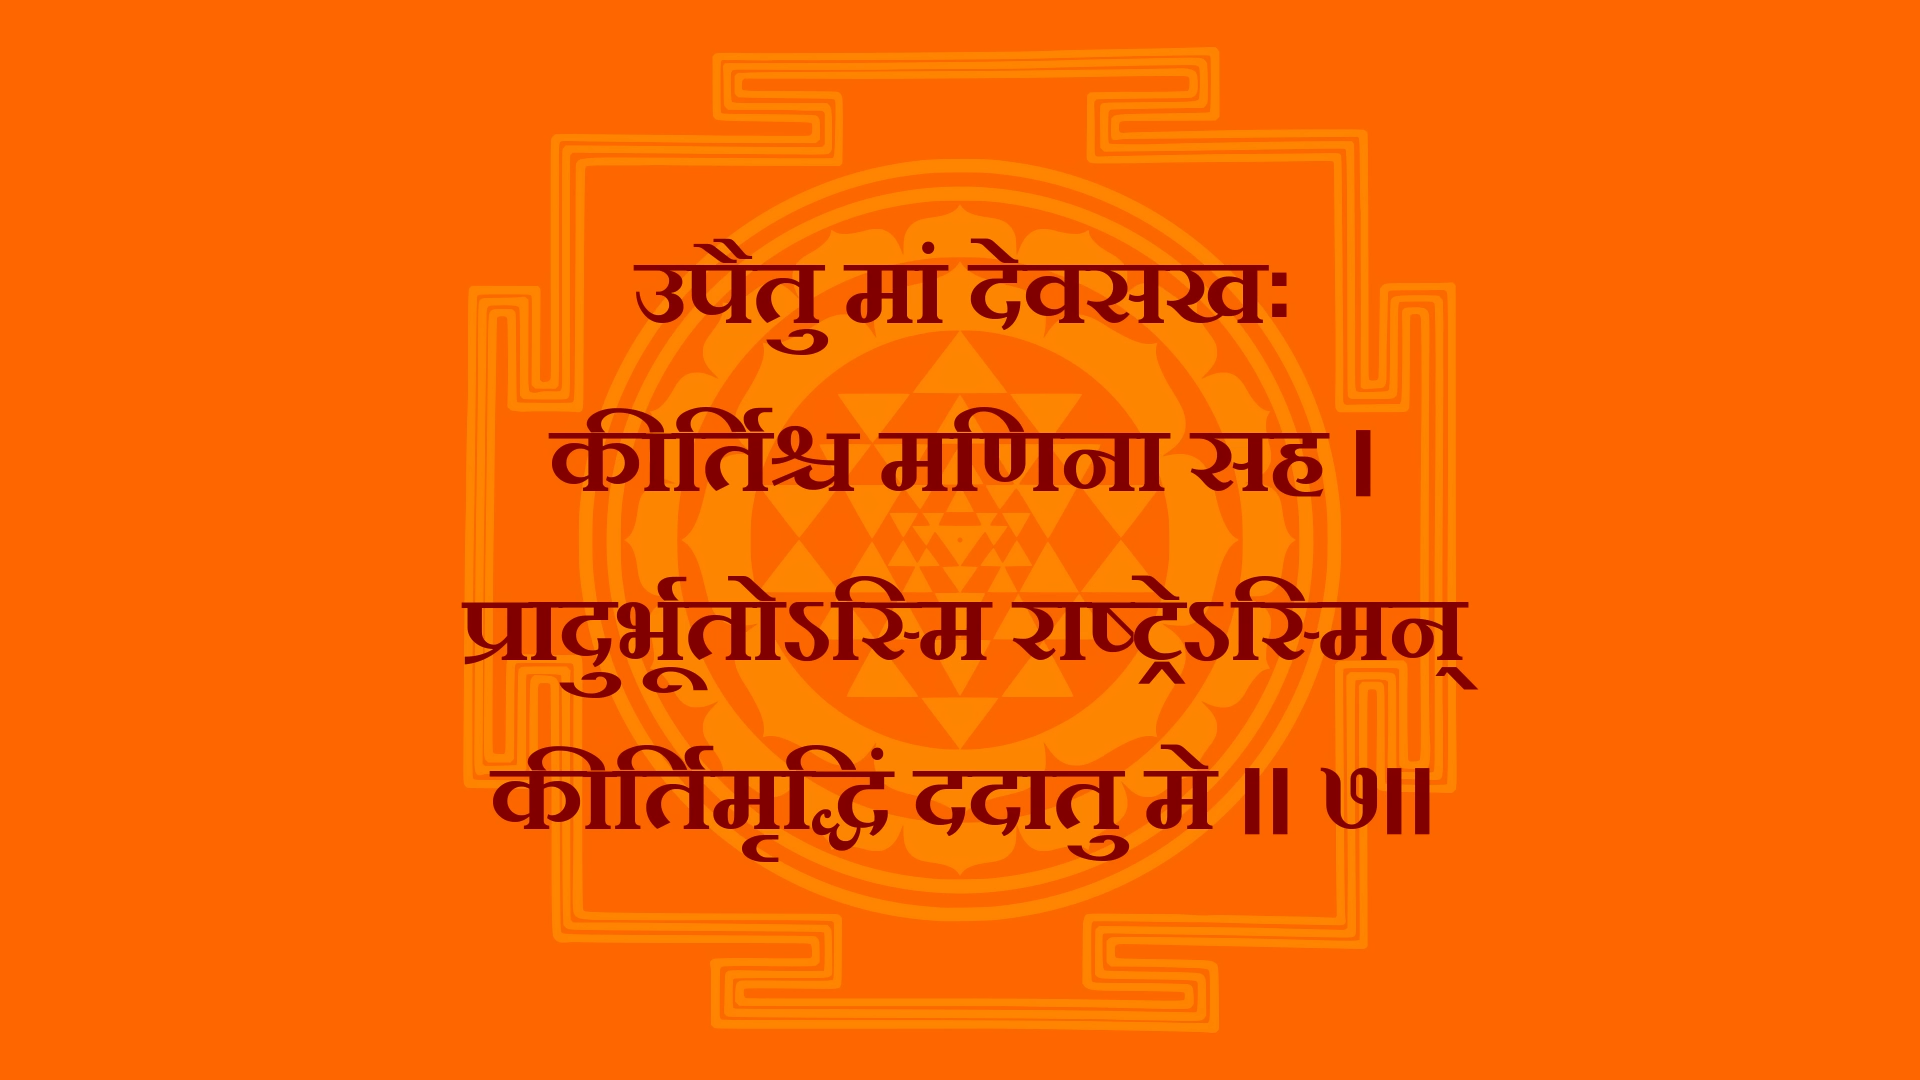 उपैतु मां देवसखः
कीर्तिश्च मणिना सह ।
प्रादुर्भूतोऽस्मि राष्ट्रेऽस्मिन्
कीर्तिमृद्धिं ददातु मे ॥ ७॥